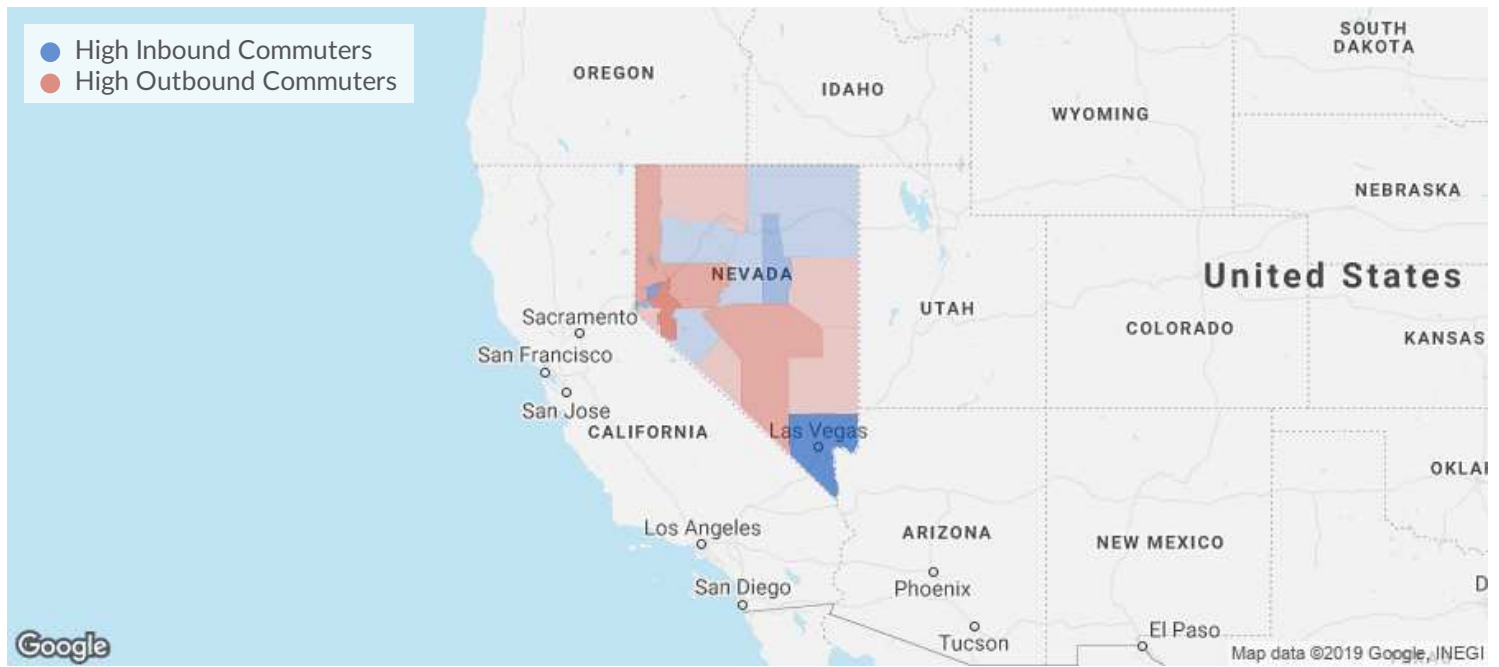 High Inbound Commuters
High Outbound Commuters
SOUTH
DAKOTA
OREGON
IDAHO
WYOMING
NEBRASKA
NEVADA
United States
UTAH
Sacramento
COLORADO
KANSAS
San Francisco
San Jose
CALIFORNIA
Las Vegas
OKLA
Los Angeles
ARIZONA
NEW MEXICO
San Diego
Phoenix
D
El Paso
Tucson
Google
Map data ©2019 Google, INEGI